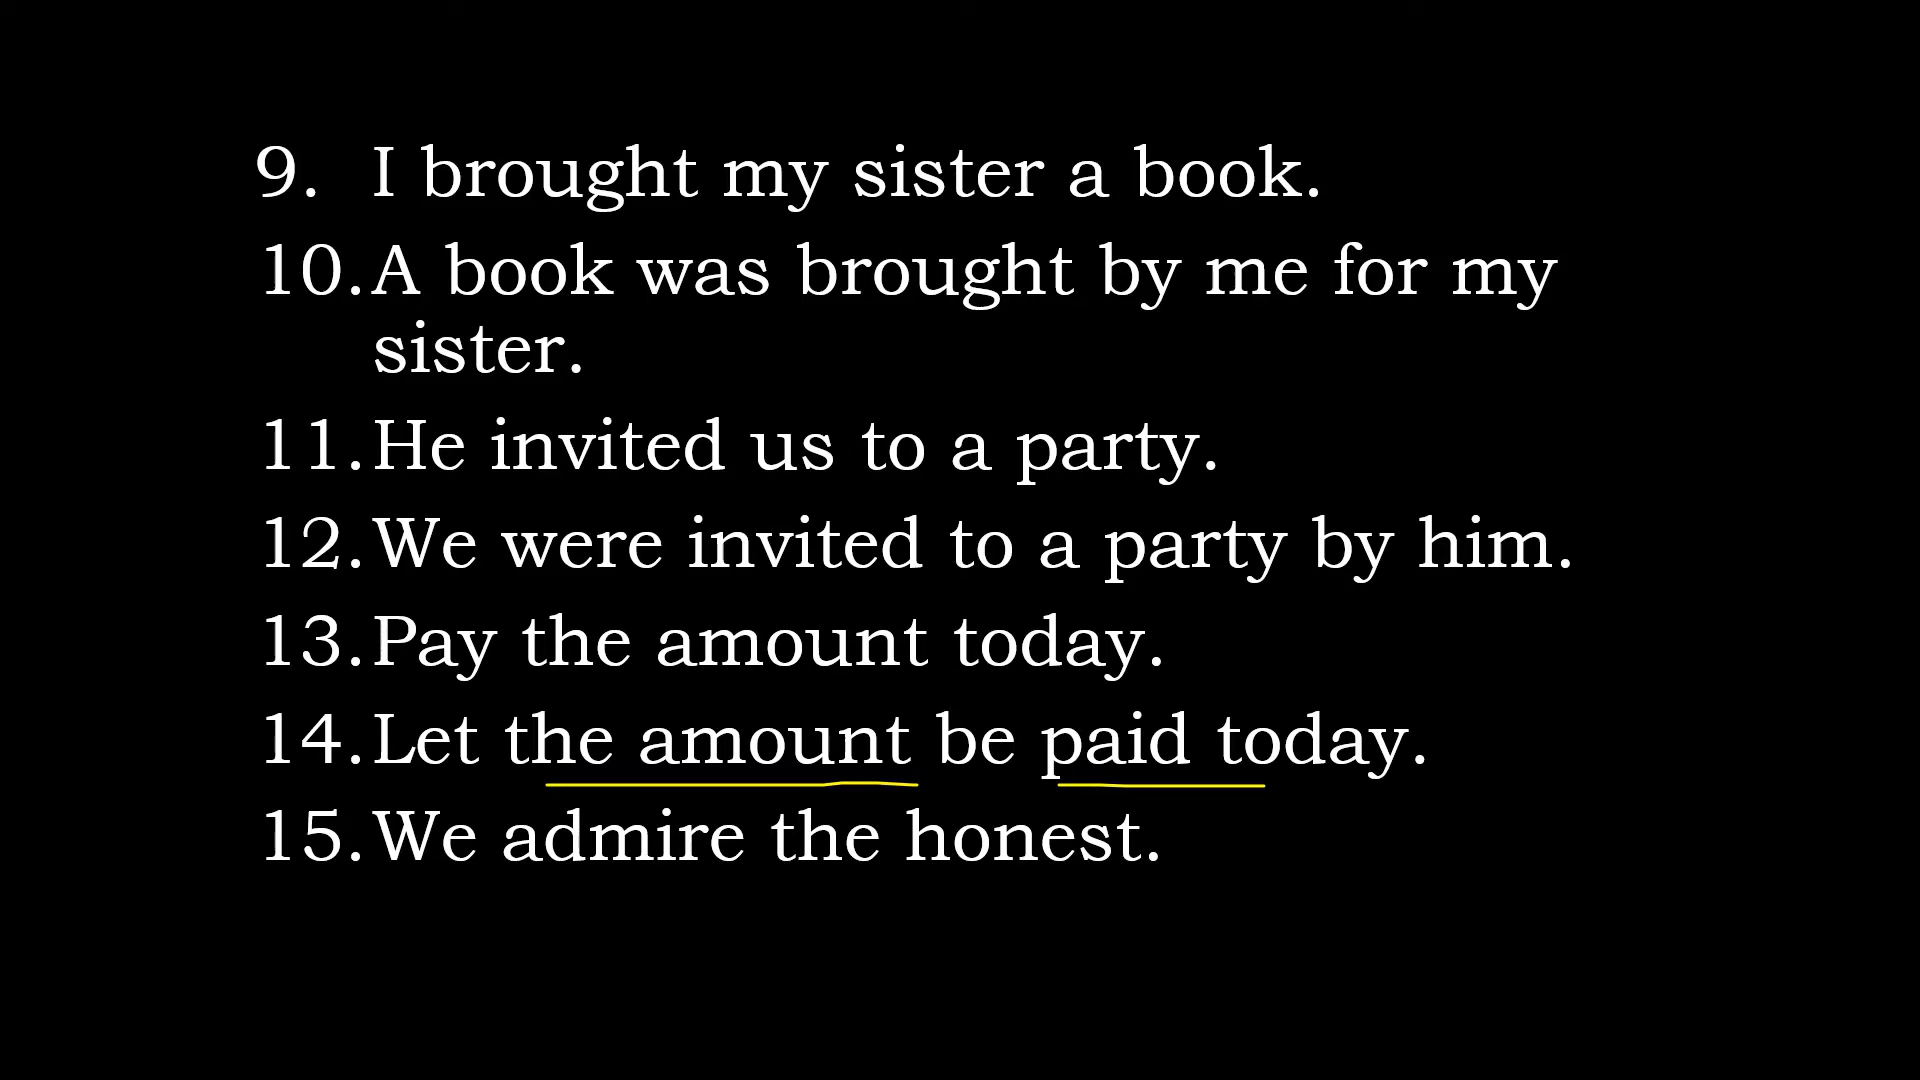 9. I brought my sister a book.
10. A book was brought by me for my
sister.
11. He invited us to a party.
12. We were invited to a party by him.
13. Pay the amount today.
14. Let the amount be paid today.
15. We admire the honest.